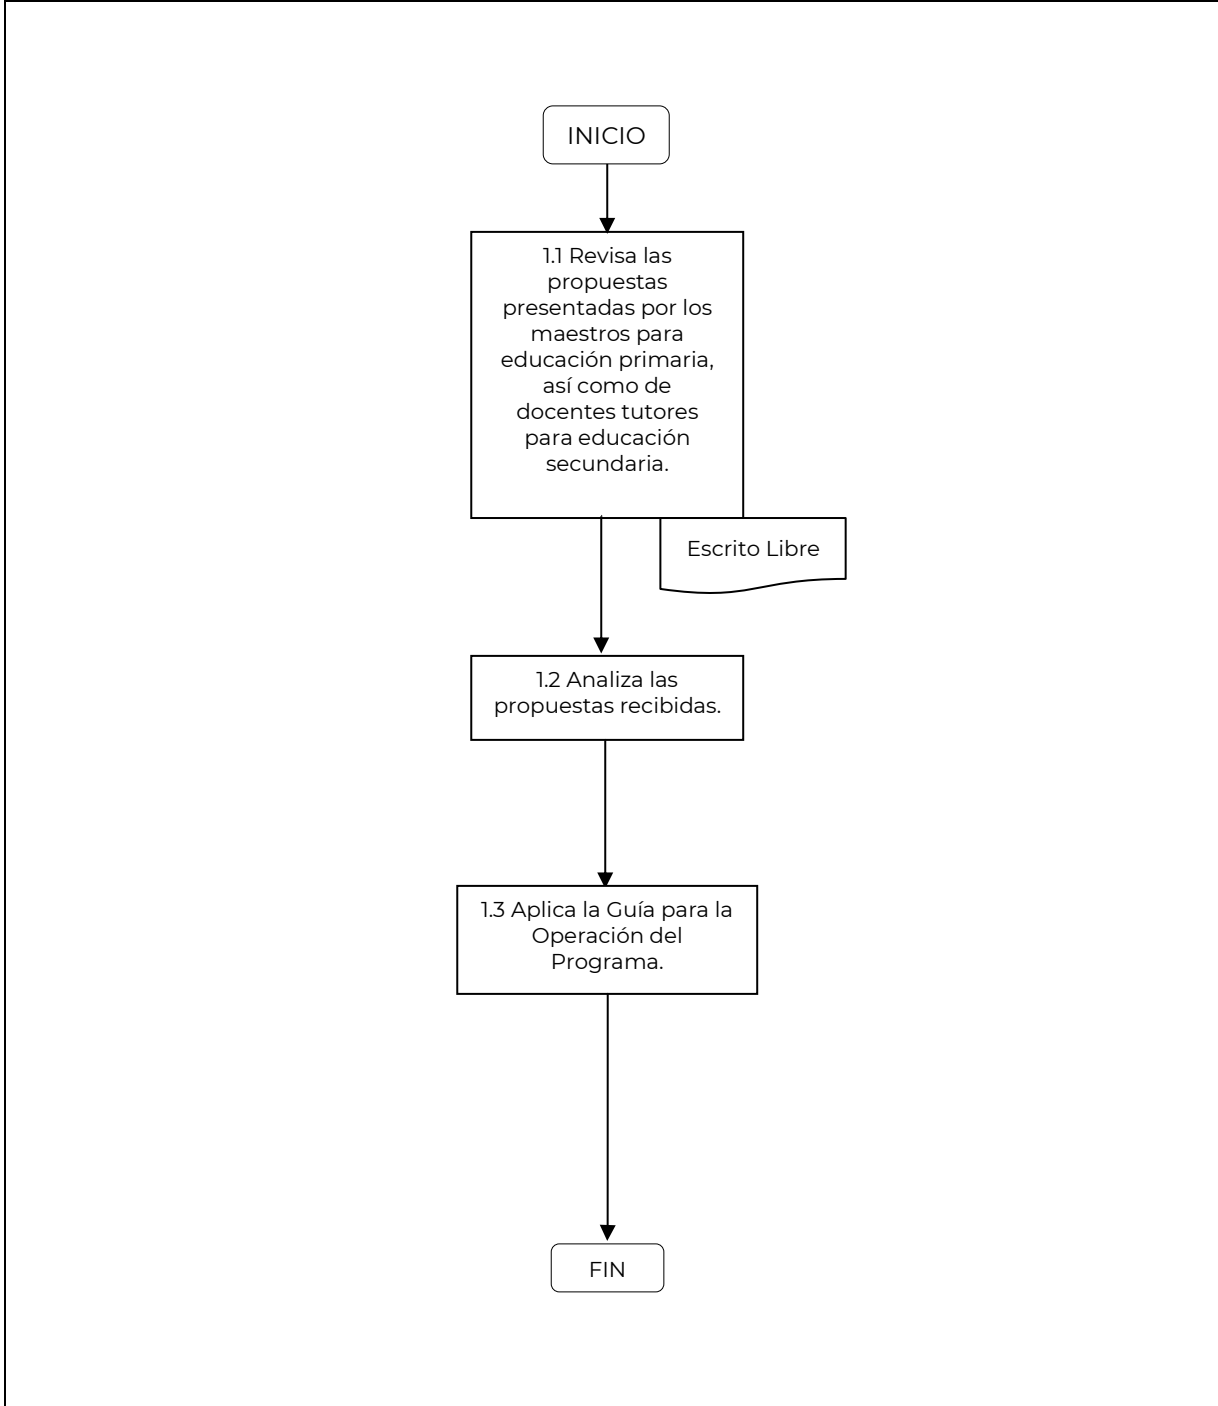 INICIO
1.1 Revisa las
propuestas
presentadas por los
maestros para
educación primaria,
así como de
docentes tutores
para educación
secundaria.
Escrito Libre
1.2 Analiza las
propuestas recibidas.
1.3 Aplica la Guía para la
Operación del
Programa.
FIN